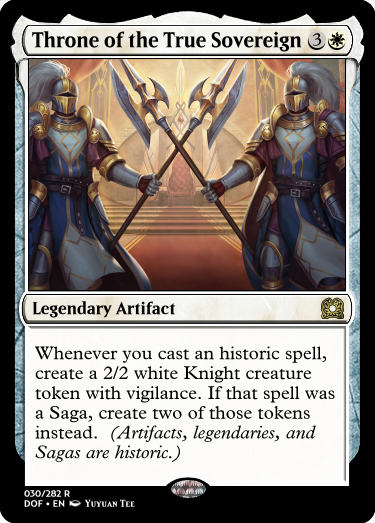 Throne of the True Sovereign 3
Legendary Artifact
Whenever you cast an historic spell,
create a 2/2 white Knight creature
token with vigilance. If that spell was
a Saga, create two of those tokens
instead.  (Artifacts, legendaries, and
Sagas are historic.)
030/282 R
DOF • EN Yuyuan Tee